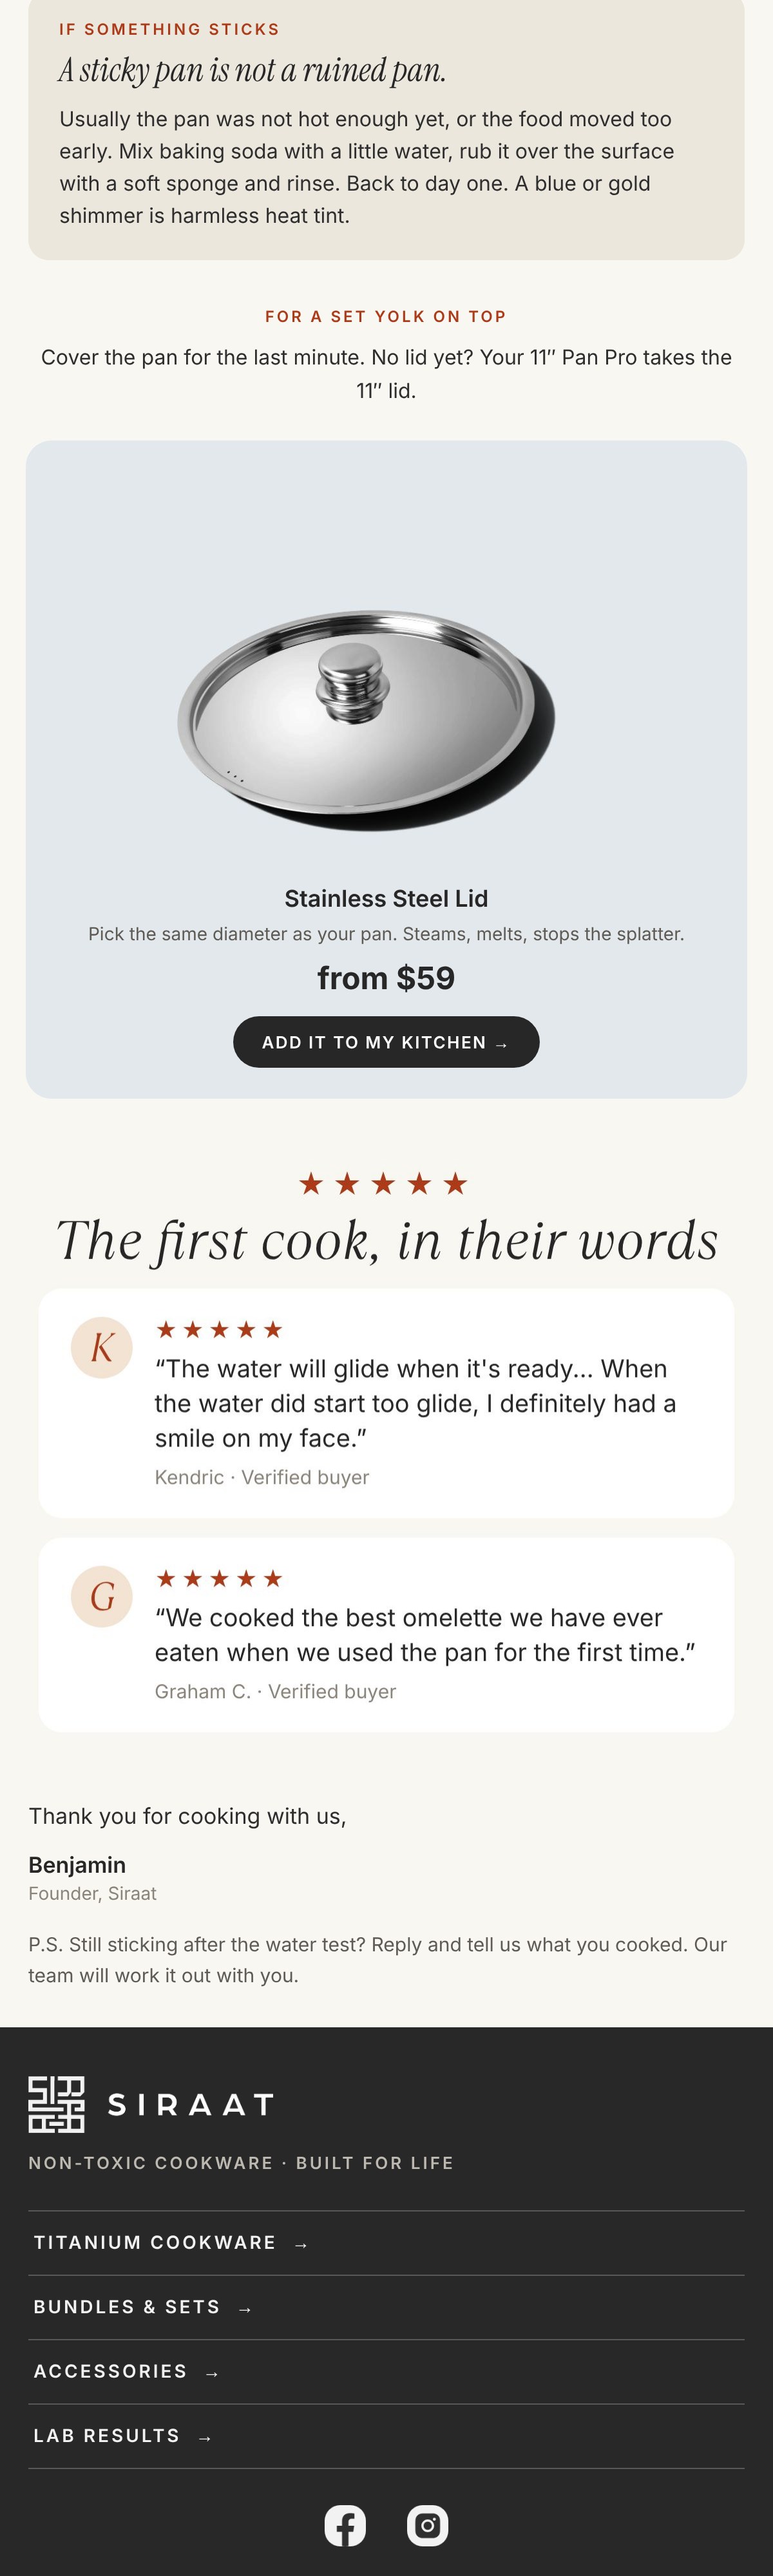 IF SOMETHING STICKS
A sticky pan is not a ruined pan.
Usually the pan was not hot enough yet, or the food moved too
early. Mix baking soda with a little water, rub it over the surface
with a soft sponge and rinse. Back to day one. A blue or gold
shimmer is harmless heat tint.
FOR A SET YOLK ON TOP
Cover the pan for the last minute. No lid yet? Your 11″ Pan Pro takes the
11″ lid.
Stainless Steel Lid
Pick the same diameter as your pan. Steams, melts, stops the splatter.
from $59
ADD IT TO MY KITCHEN →
★★★★★
The first cook, in their words
K
★★★★★
“The water will glide when it's ready... When
the water did start too glide, I definitely had a
smile on my face.”
Kendric · Verified buyer
G
★★★★★
“We cooked the best omelette we have ever
eaten when we used the pan for the first time.”
Graham C. · Verified buyer
Thank you for cooking with us,
Benjamin
Founder, Siraat
P.S. Still sticking after the water test? Reply and tell us what you cooked. Our
team will work it out with you.
SIRAAT
NON-TOXIC COOKWARE · BUILT FOR LIFE
TITANIUM COOKWARE →
BUNDLES & SETS →
ACCESSORIES →
LAB RESULTS →